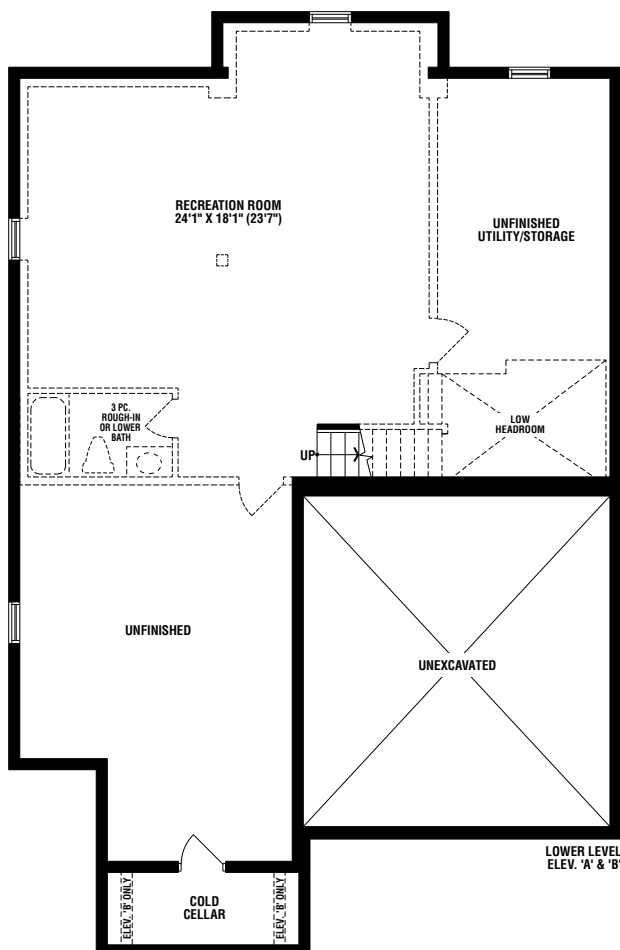 RECREATION ROOM
24'1" X 18'1" (23'7")
UNFINISHED
UTILITY/STORAGE
3 PC.
ROUGH-IN
OR LOWER
BATH
LOW
HEADROOM
UP
UNFINISHED
UNEXCAVATED
LOWER LEVEL
ELEV. 'A' & 'B'
ELEV. 'B' ONLY
COLD
CELLAR
ELEV. 'B' ONLY